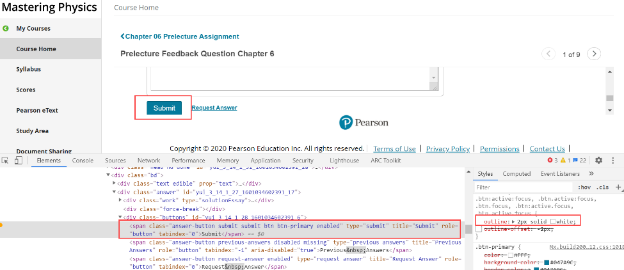 Mastering Physics
Course Home
My Courses
Course Home
Syllabus
Scores
Pearson eText
Study Area
Document Sharing
Chapter 06 Prelecture Assignment
Prelecture Feedback Question Chapter 6
1 of 9
Submit
Request Answer
Pearson
Copyright © 2020 Pearson Education Inc. All rights reserved. Terms of Use | Privacy Policy | Permissions | Contact Us |
Elements Console Sources Network Performance Memory Application Security Lighthouse ARC Toolkit
3 1 22
<div class="bd">
<div class="text edible" prop="text">…</div>
<div class="answer" id="yui_3_14_1_22_1601034602391_17">
<div class="work" type="solutionEssay">…</div>
<div class="force-break"></div>
<div class="buttons" id="yui_3_14_1_28_1601034602391_6">
<span class="answer-button submit submit btn btn-primary enabled" type="submit" title="Submit" role=
"button" tabindex="0">Submit</span> == $0
<span class="answer-button previous-answers disabled missing" type="previous answers" title="Previous
Answers" role="button" tabindex="-1" aria-disabled="true">Previous&nbsp;Answers</span>
<span class="answer-button request-answer enabled" type="request answer" title="Request Answer" role=
"button" tabindex="0">Request&nbsp;Answer</span>
Styles Computed Event Listeners
Filter :hov .cls
.btn:active:focus, .btn:active.focus,
.btn.active:focus, .btn.active.focus,
.btn.active:focus {
outline: 2px solid white;
outline-offset: -2px;
.btn-primary {
color: #FFF;
background-color: #047A9C;